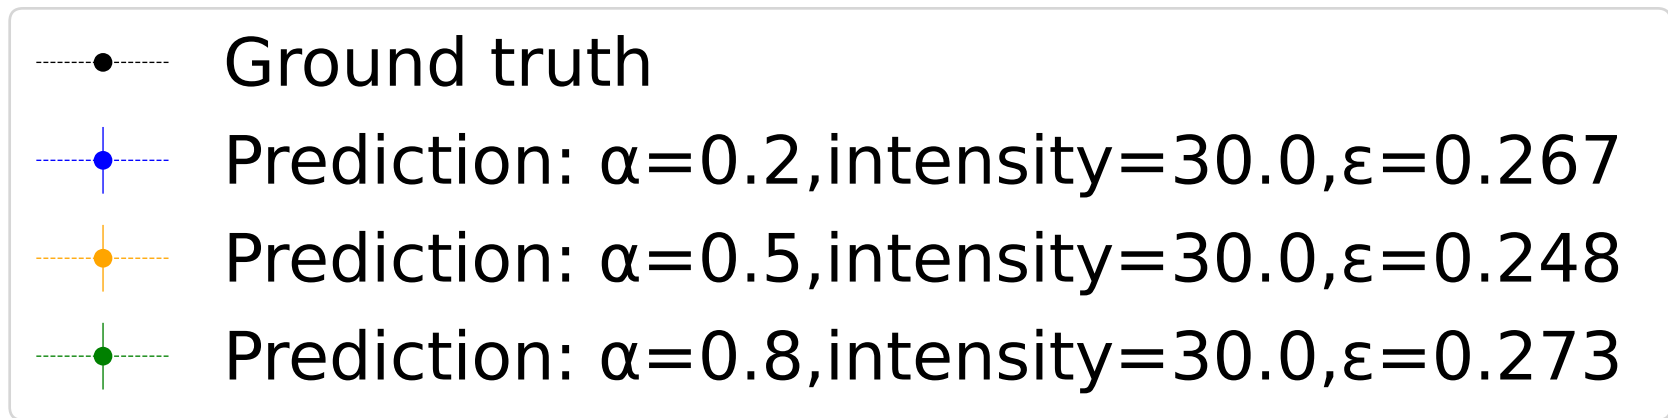 Ground truth
Prediction: α=0.2,intensity=30.0,ε=0.267
Prediction: α=0.5,intensity=30.0,ε=0.248
Prediction: α=0.8,intensity=30.0,ε=0.273